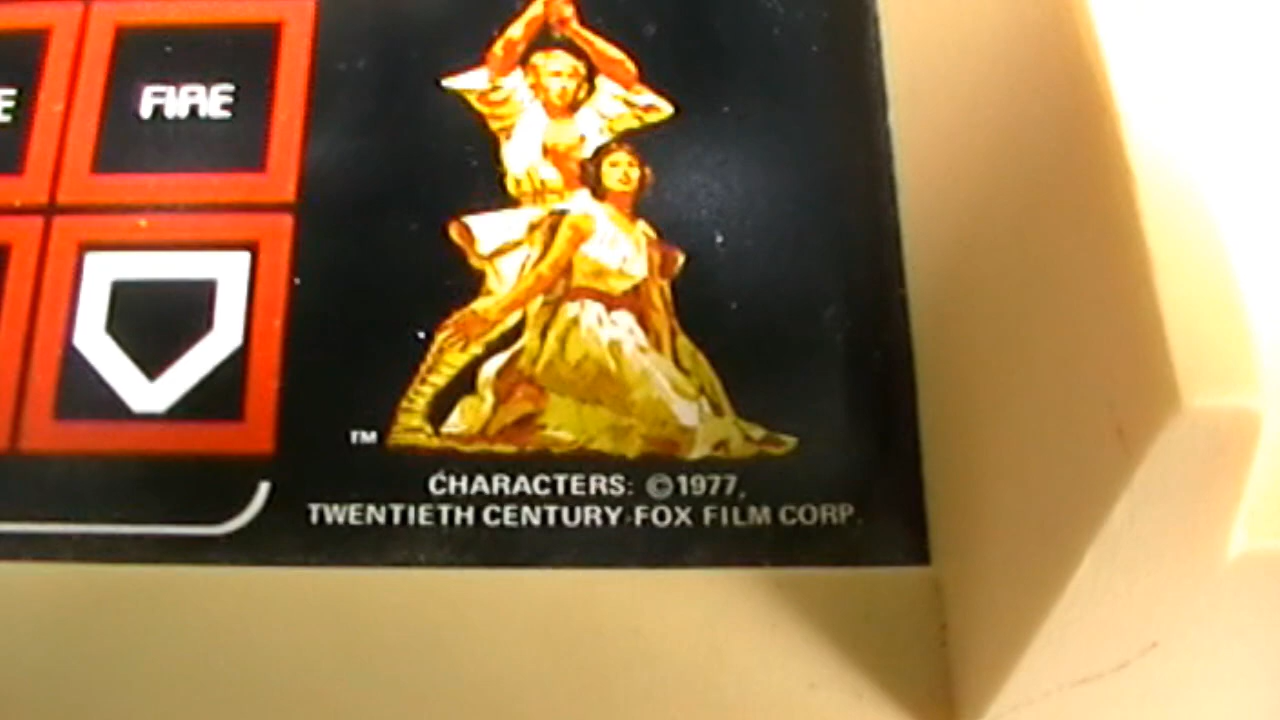 E
FIRE
TM
CHARACTERS: ©1977,
TWENTIETH CENTURY-FOX FILM CORP.